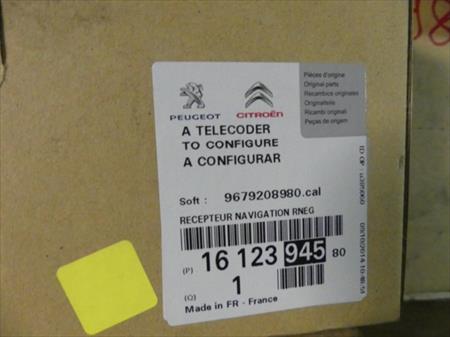 PEUGEOT CITROËN
Pièces d'origine
Original parts
Recambios originales
Originalteile
Ricambi originali
Peças de origem
A TELECODER
TO CONFIGURE
A CONFIGURAR
Soft : 9679208980.cal
RECEPTEUR NAVIGATION RNEG
(P) 16 123 945 80
(Q) 1
Made in FR - France